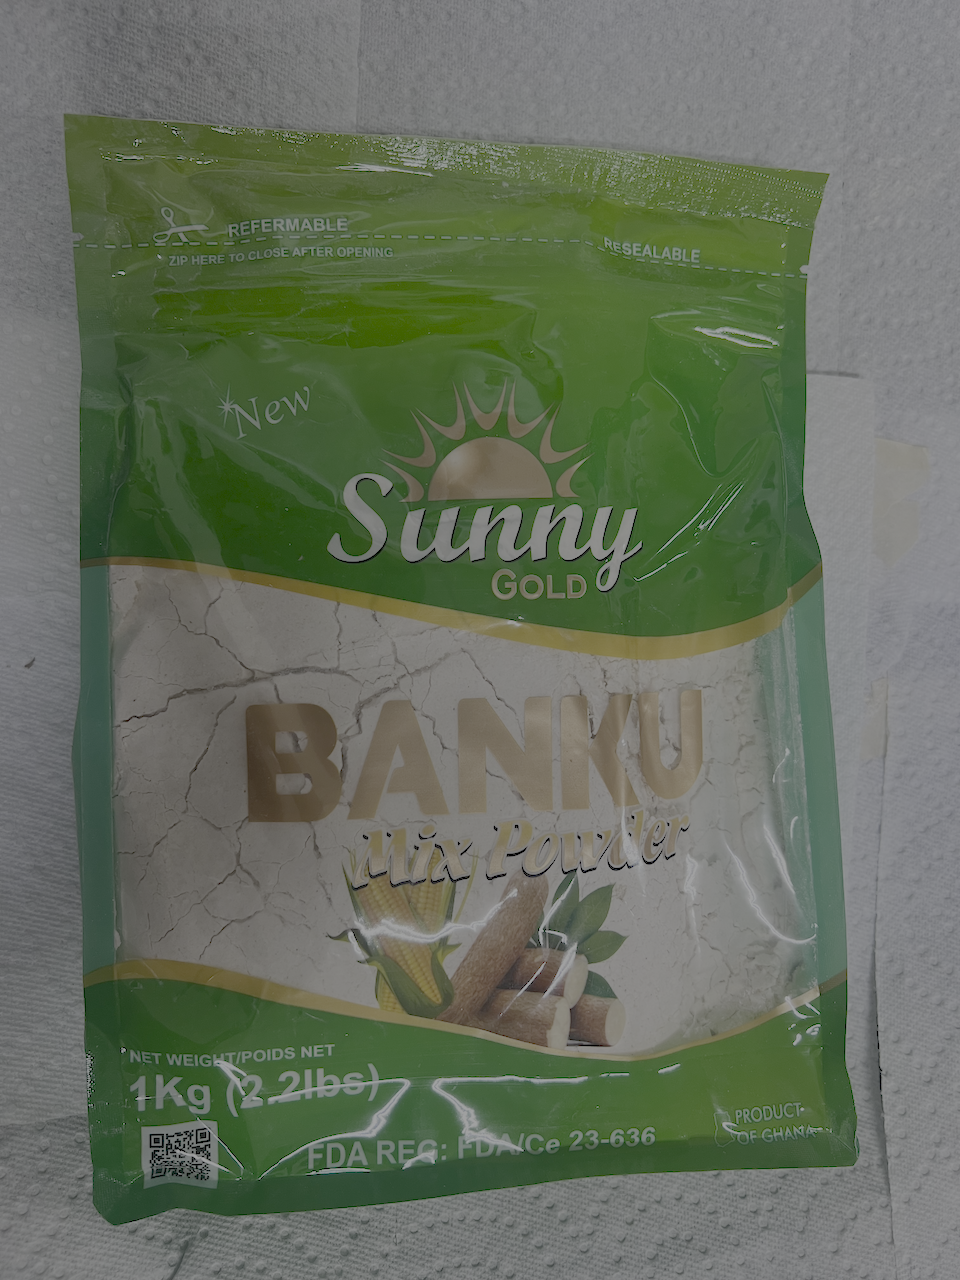 REFERMABLE
ZIP HERE TO CLOSE AFTER OPENING
RESEALABLE
New
Sunny
GOLD
BANKU
Mix Powder
NET WEIGHT/POIDS NET
1Kg (2.2lbs)
FDA REG: FDA/Ce 23-636
PRODUCT
OF GHANA